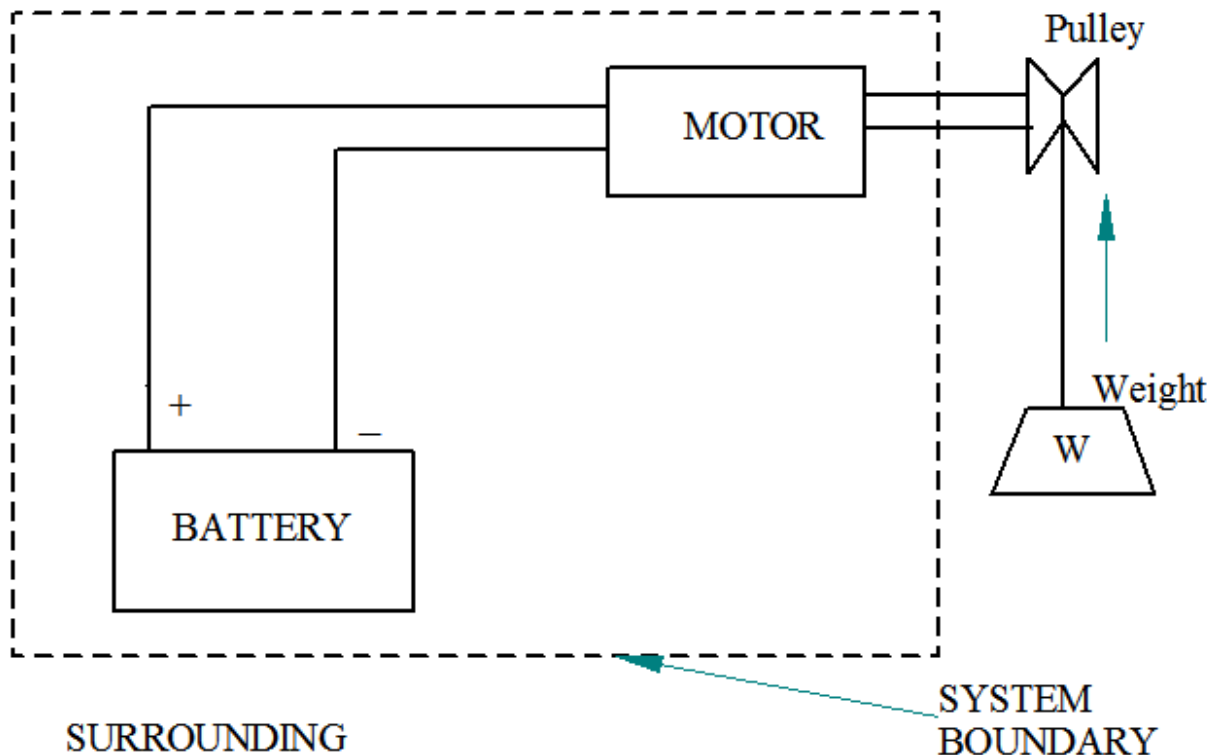 Pulley
MOTOR
Weight
+
–
W
BATTERY
SYSTEM
BOUNDARY
SURROUNDING